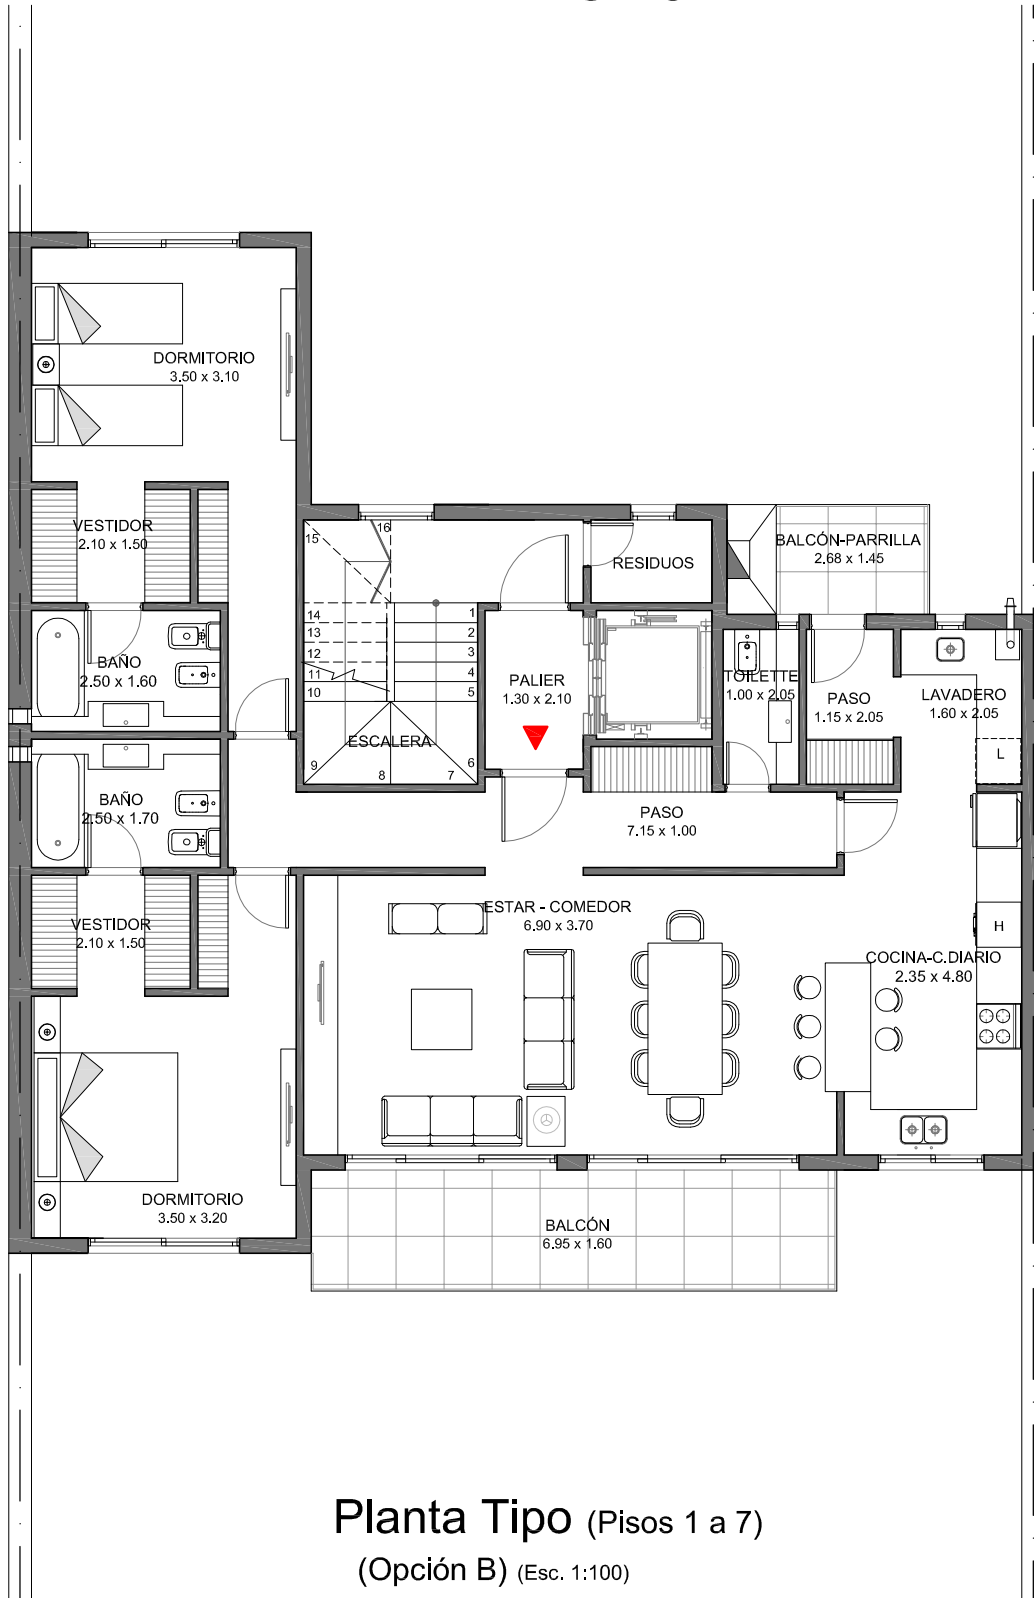 DORMITORIO
3.50 x 3.10
VESTIDOR
2.10 x 1.50
16
15
RESIDUOS
BALCÓN-PARRILLA
2.68 x 1.45
14
13
12
11
10
1
2
3
4
5
BAÑO
2.50 x 1.60
PALIER
1.30 x 2.10
TOILETTE
1.00 x 2.05
PASO
1.15 x 2.05
LAVADERO
1.60 x 2.05
L
ESCALERA
9
8
7
6
BAÑO
2.50 x 1.70
PASO
7.15 x 1.00
VESTIDOR
2.10 x 1.50
ESTAR - COMEDOR
6.90 x 3.70
H
COCINA-C.DIARIO
2.35 x 4.80
DORMITORIO
3.50 x 3.20
BALCÓN
6.95 x 1.60
Planta Tipo (Pisos 1 a 7)
(Opción B) (Esc. 1:100)